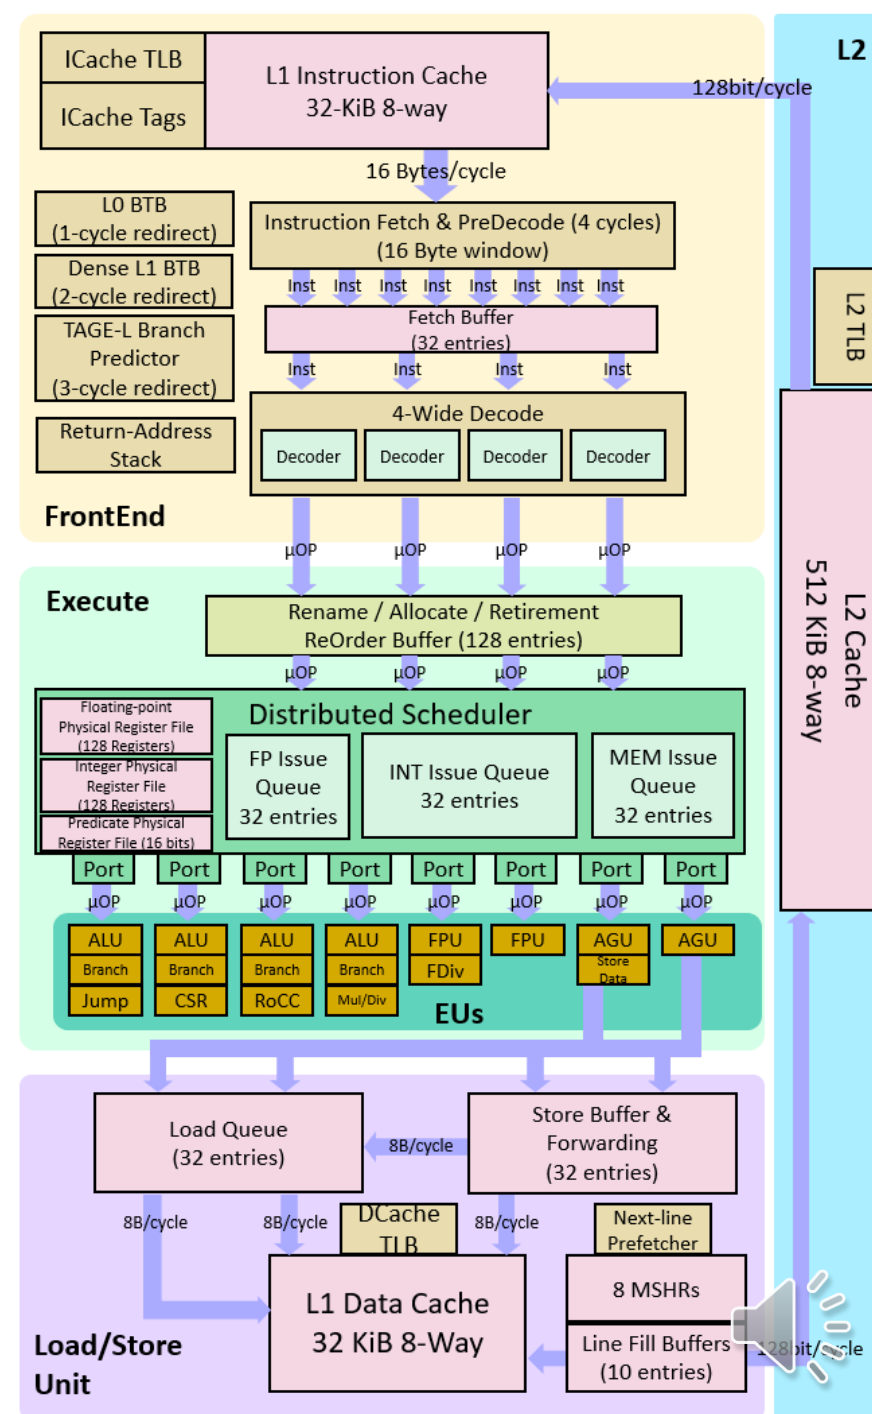 ICache TLB
ICache Tags
L1 Instruction Cache
32-KiB 8-way
L2
128bit/cycle
16 Bytes/cycle
L0 BTB
(1-cycle redirect)
Dense L1 BTB
(2-cycle redirect)
TAGE-L Branch
Predictor
(3-cycle redirect)
Return-Address
Stack
Instruction Fetch & PreDecode (4 cycles)
(16 Byte window)
Inst Inst Inst Inst Inst Inst Inst Inst
Fetch Buffer
(32 entries)
Inst Inst Inst Inst
4-Wide Decode
Decoder Decoder Decoder Decoder
FrontEnd
µOP µOP µOP µOP
L2 TLB
L2 Cache
512 KiB 8-way
Execute
Rename / Allocate / Retirement
ReOrder Buffer (128 entries)
µOP µOP µOP µOP
Distributed Scheduler
Floating-point
Physical Register File
(128 Registers)
Integer Physical
Register File
(128 Registers)
Predicate Physical
Register File (16 bits)
FP Issue
Queue
32 entries
INT Issue Queue
32 entries
MEM Issue
Queue
32 entries
Port Port Port Port Port Port Port Port
µOP µOP µOP µOP µOP µOP µOP µOP
ALU ALU ALU ALU FPU FPU AGU AGU
Branch Branch Branch Branch FDiv Store
Data
Jump CSR RoCC Mul/Div
EUs
Load Queue
(32 entries)
8B/cycle
Store Buffer &
Forwarding
(32 entries)
8B/cycle 8B/cycle 8B/cycle
DCache
TLB
Next-line
Prefetcher
L1 Data Cache
32 KiB 8-Way
8 MSHRs
Line Fill Buffers
(10 entries)
128bit/cycle
Load/Store
Unit